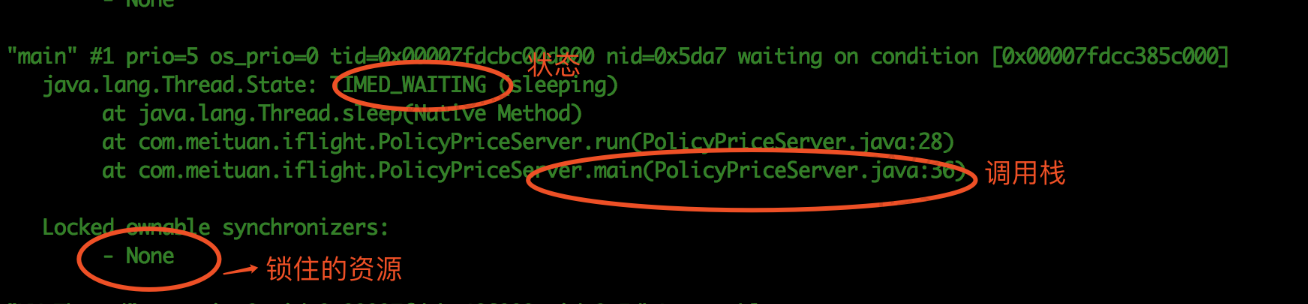 - None
"main" #1 prio=5 os_prio=0 tid=0x00007fdcbc00d800 nid=0x5da7 waiting on condition [0x00007fdcc385c000]
状态
java.lang.Thread.State: TIMED_WAITING (sleeping)
at java.lang.Thread.sleep(Native Method)
at com.meituan.iflight.PolicyPriceServer.run(PolicyPriceServer.java:28)
at com.meituan.iflight.PolicyPriceServer.main(PolicyPriceServer.java:36)
调用栈
Locked ownable synchronizers:
- None
锁住的资源